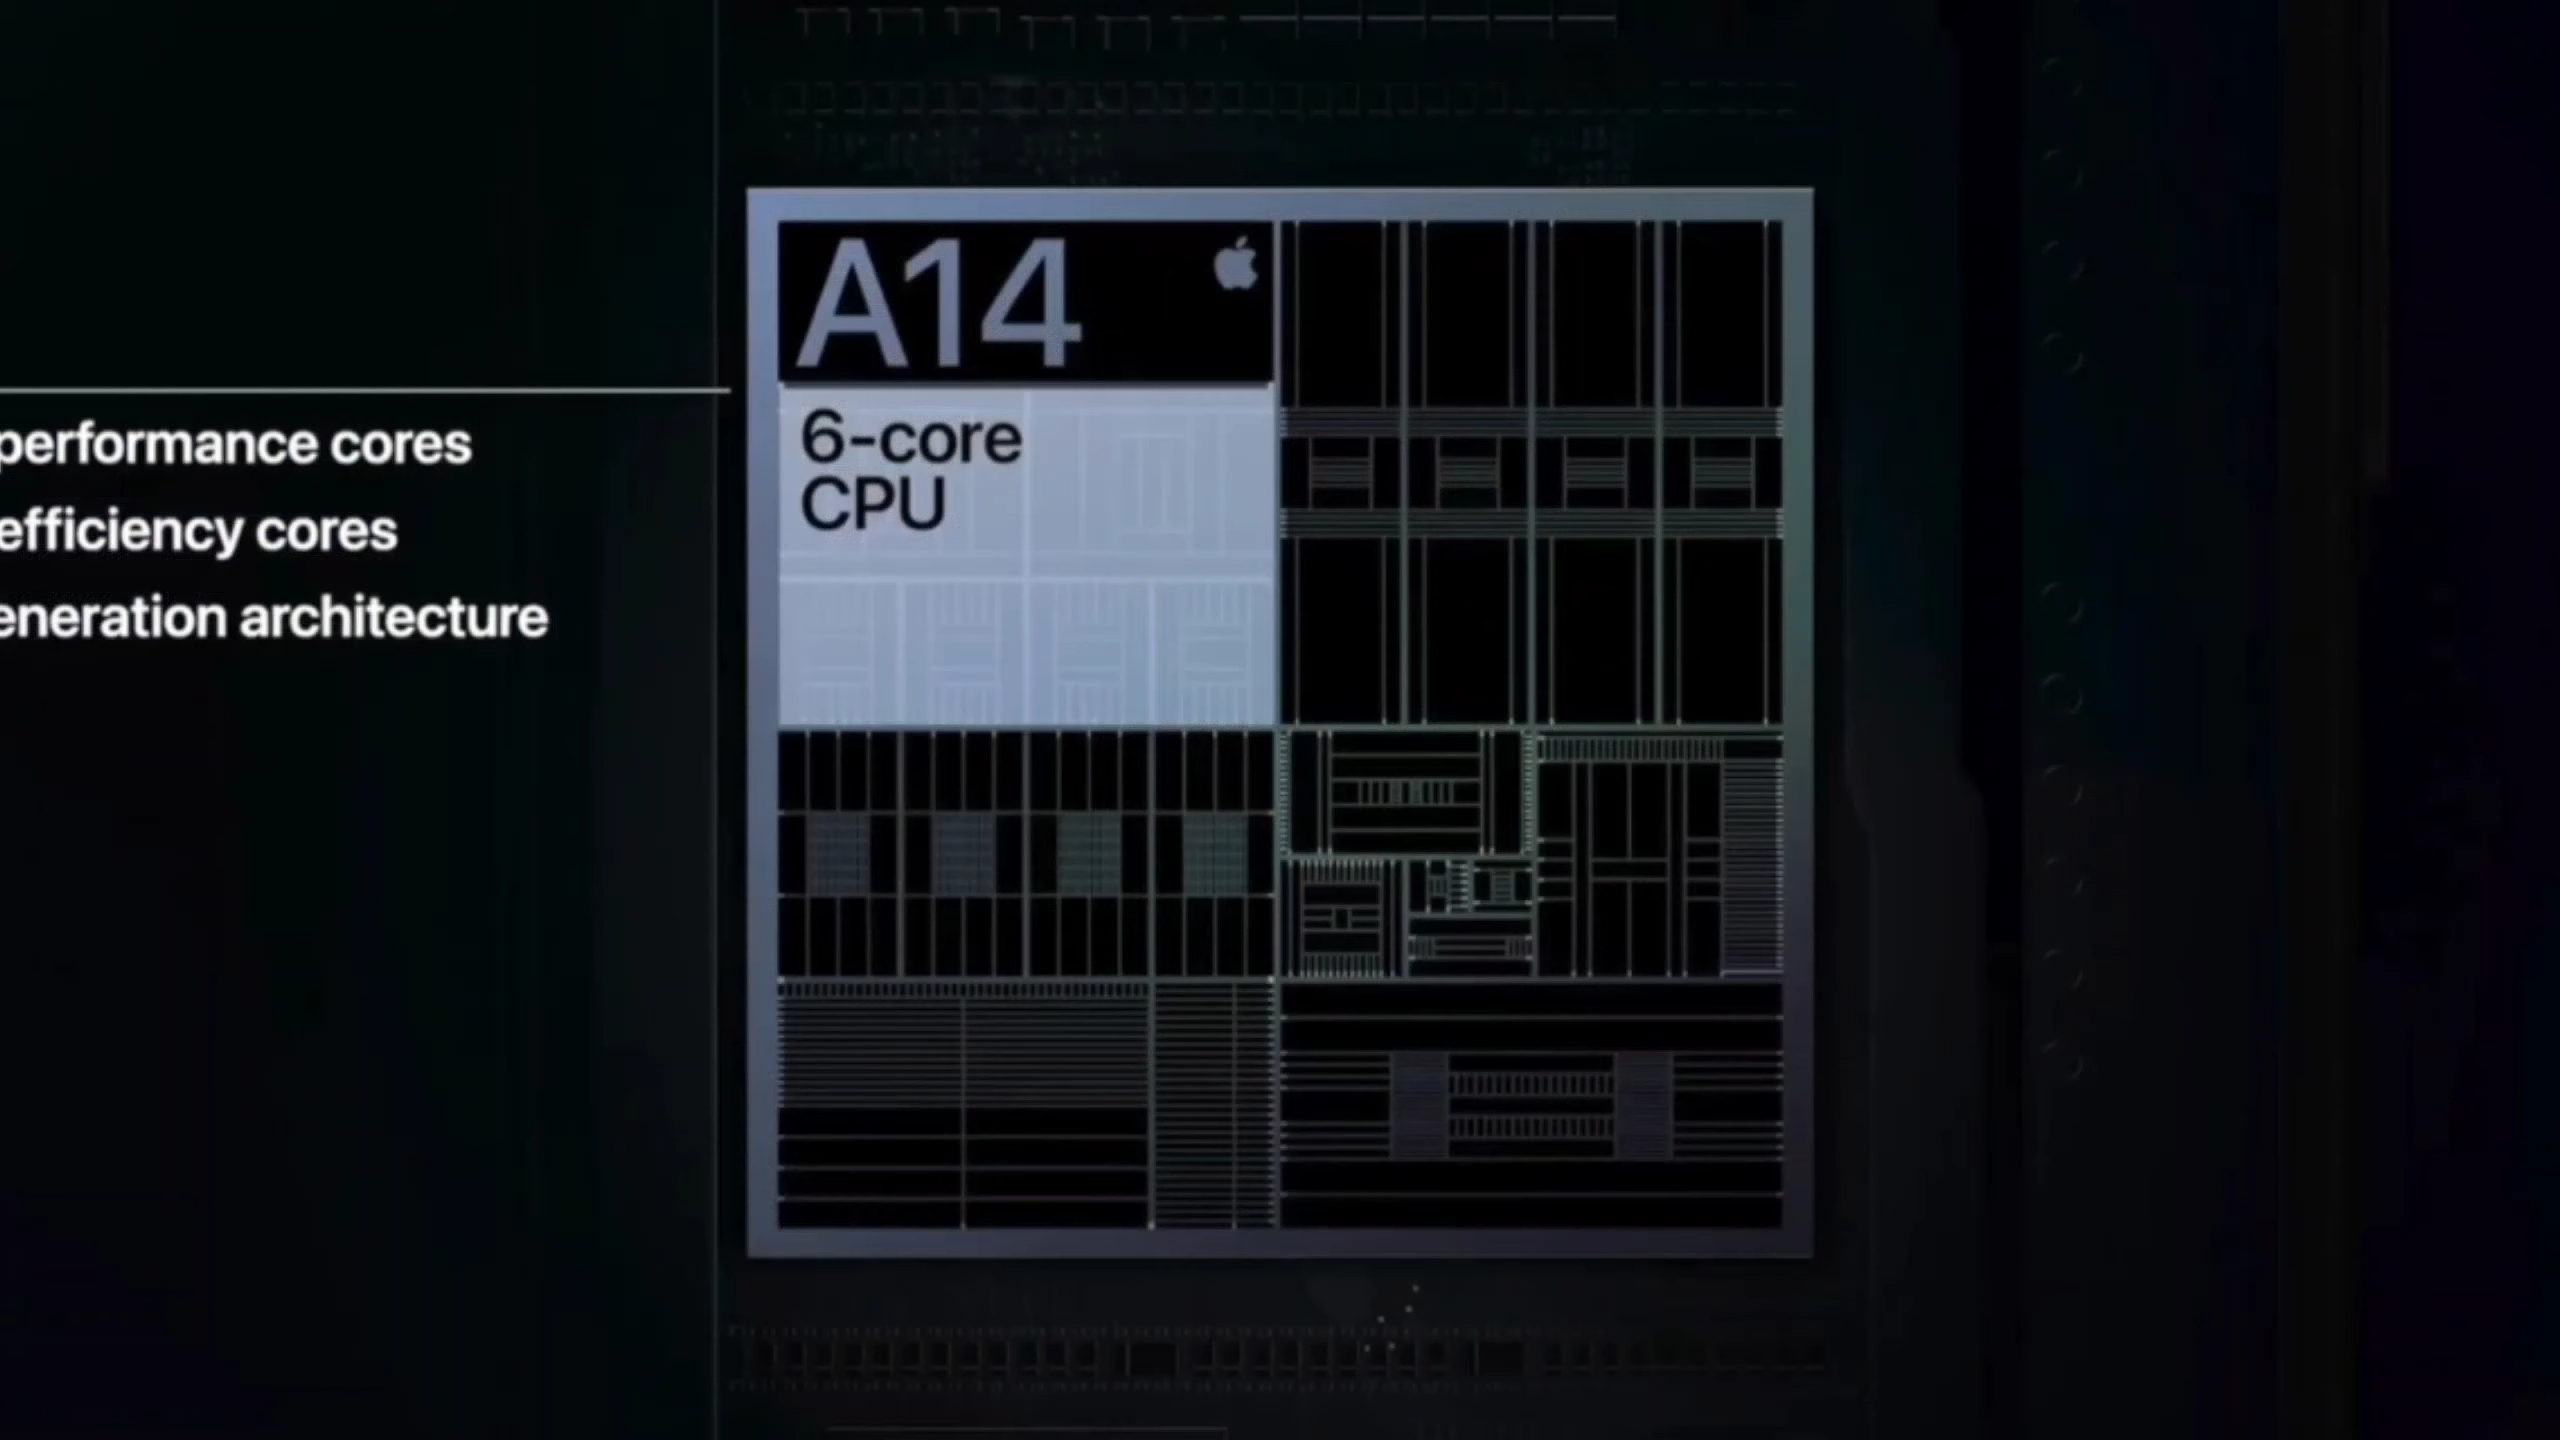 A14
6-core
CPU
performance cores
efficiency cores
eneration architecture